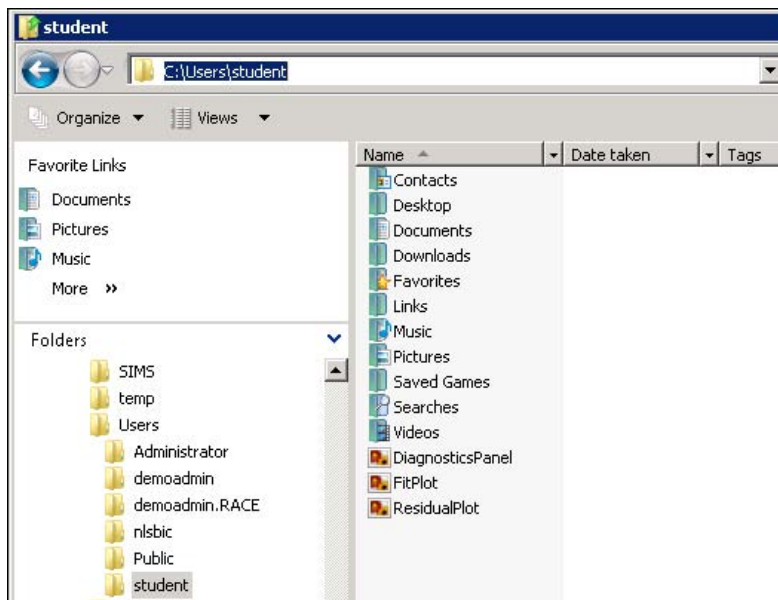 student
C:\Users\student
Organize Views
Favorite Links
Documents
Pictures
Music
More »
Folders
SIMS
temp
Users
Administrator
demoadmin
demoadmin.RACE
nlsbic
Public
student
Name Date taken Tags
Contacts
Desktop
Documents
Downloads
Favorites
Links
Music
Pictures
Saved Games
Searches
Videos
DiagnosticsPanel
FitPlot
ResidualPlot